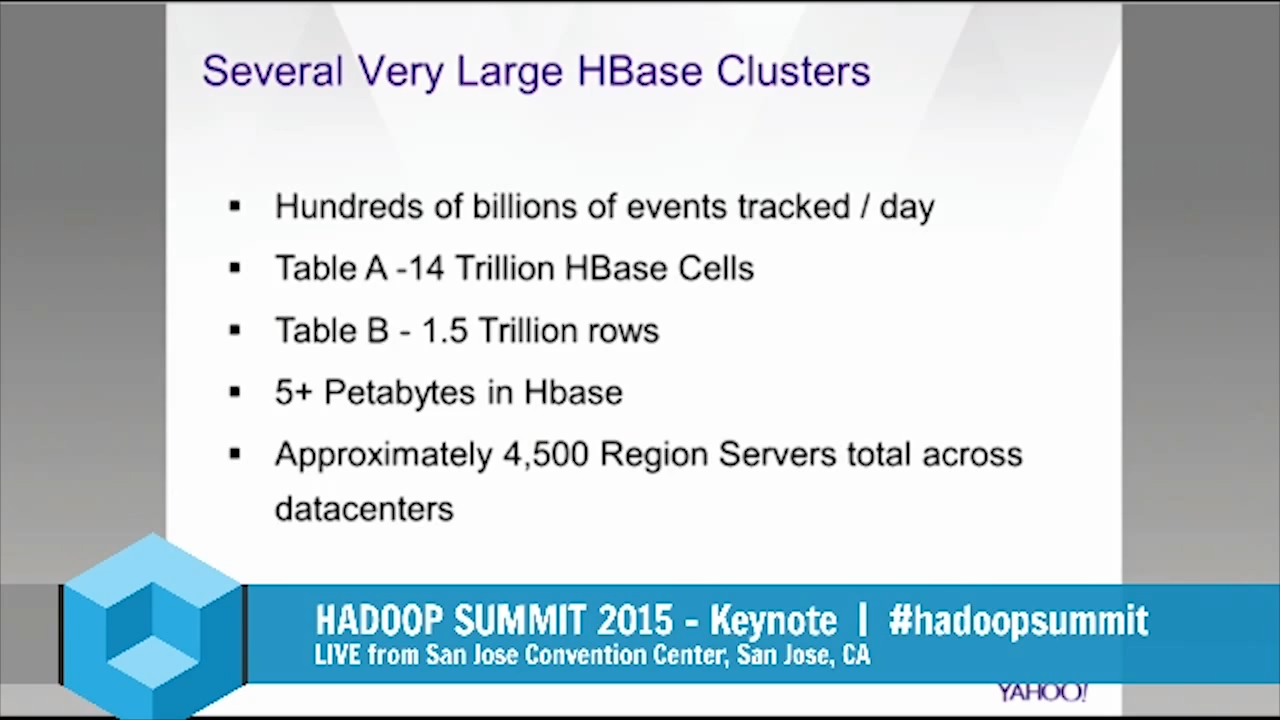 Several Very Large HBase Clusters
▪ Hundreds of billions of events tracked / day
▪ Table A -14 Trillion HBase Cells
▪ Table B - 1.5 Trillion rows
▪ 5+ Petabytes in Hbase
▪ Approximately 4,500 Region Servers total across
datacenters
HADOOP SUMMIT 2015 - Keynote | #hadoopsummit
LIVE from San Jose Convention Center, San Jose, CA
YAHOO!